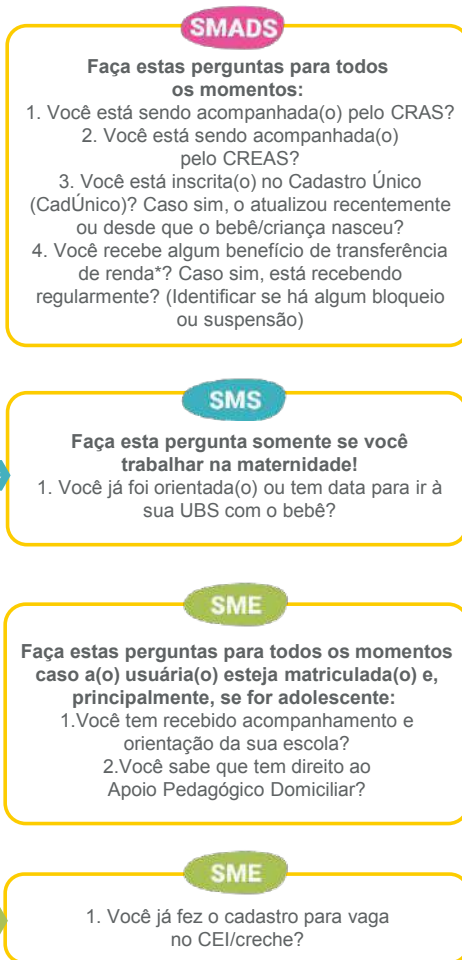 SMADS
Faça estas perguntas para todos
os momentos:
1. Você está sendo acompanhada(o) pelo CRAS?
2. Você está sendo acompanhada(o)
pelo CREAS?
3. Você está inscrita(o) no Cadastro Único
(CadÚnico)? Caso sim, o atualizou recentemente
ou desde que o bebê/criança nasceu?
4. Você recebe algum benefício de transferência
de renda*? Caso sim, está recebendo
regularmente? (Identificar se há algum bloqueio
ou suspensão)
SMS
Faça esta pergunta somente se você
trabalhar na maternidade!
1. Você já foi orientada(o) ou tem data para ir à
sua UBS com o bebê?
SME
Faça estas perguntas para todos os momentos
caso a(o) usuária(o) esteja matriculada(o) e,
principalmente, se for adolescente:
1.Você tem recebido acompanhamento e
orientação da sua escola?
2.Você sabe que tem direito ao
Apoio Pedagógico Domiciliar?
SME
1. Você já fez o cadastro para vaga
no CEI/creche?